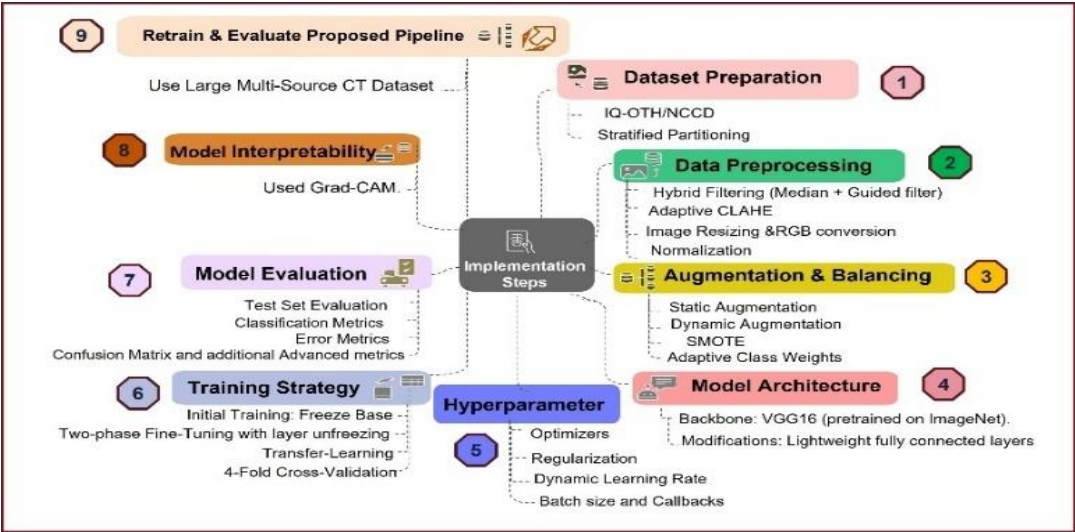 9
Retrain & Evaluate Proposed Pipeline
Use Large Multi-Source CT Dataset
Dataset Preparation
1
IQ-OTH/NCCD
Stratified Partitioning
8
Model Interpretability
Used Grad-CAM.
Data Preprocessing
2
Hybrid Filtering (Median + Guided filter)
Adaptive CLAHE
Image Resizing &RGB conversion
Normalization
Implementation
Steps
7
Model Evaluation
Test Set Evaluation
Classification Metrics
Error Metrics
Confusion Matrix and additional Advanced metrics
Augmentation & Balancing
3
Static Augmentation
Dynamic Augmentation
SMOTE
Adaptive Class Weights
6
Training Strategy
Initial Training: Freeze Base
Two-phase Fine-Tuning with layer unfreezing
Transfer-Learning
4-Fold Cross-Validation
Hyperparameter
5
Optimizers
Regularization
Dynamic Learning Rate
Batch size and Callbacks
Model Architecture
4
Backbone: VGG16 (pretrained on ImageNet).
Modifications: Lightweight fully connected layers